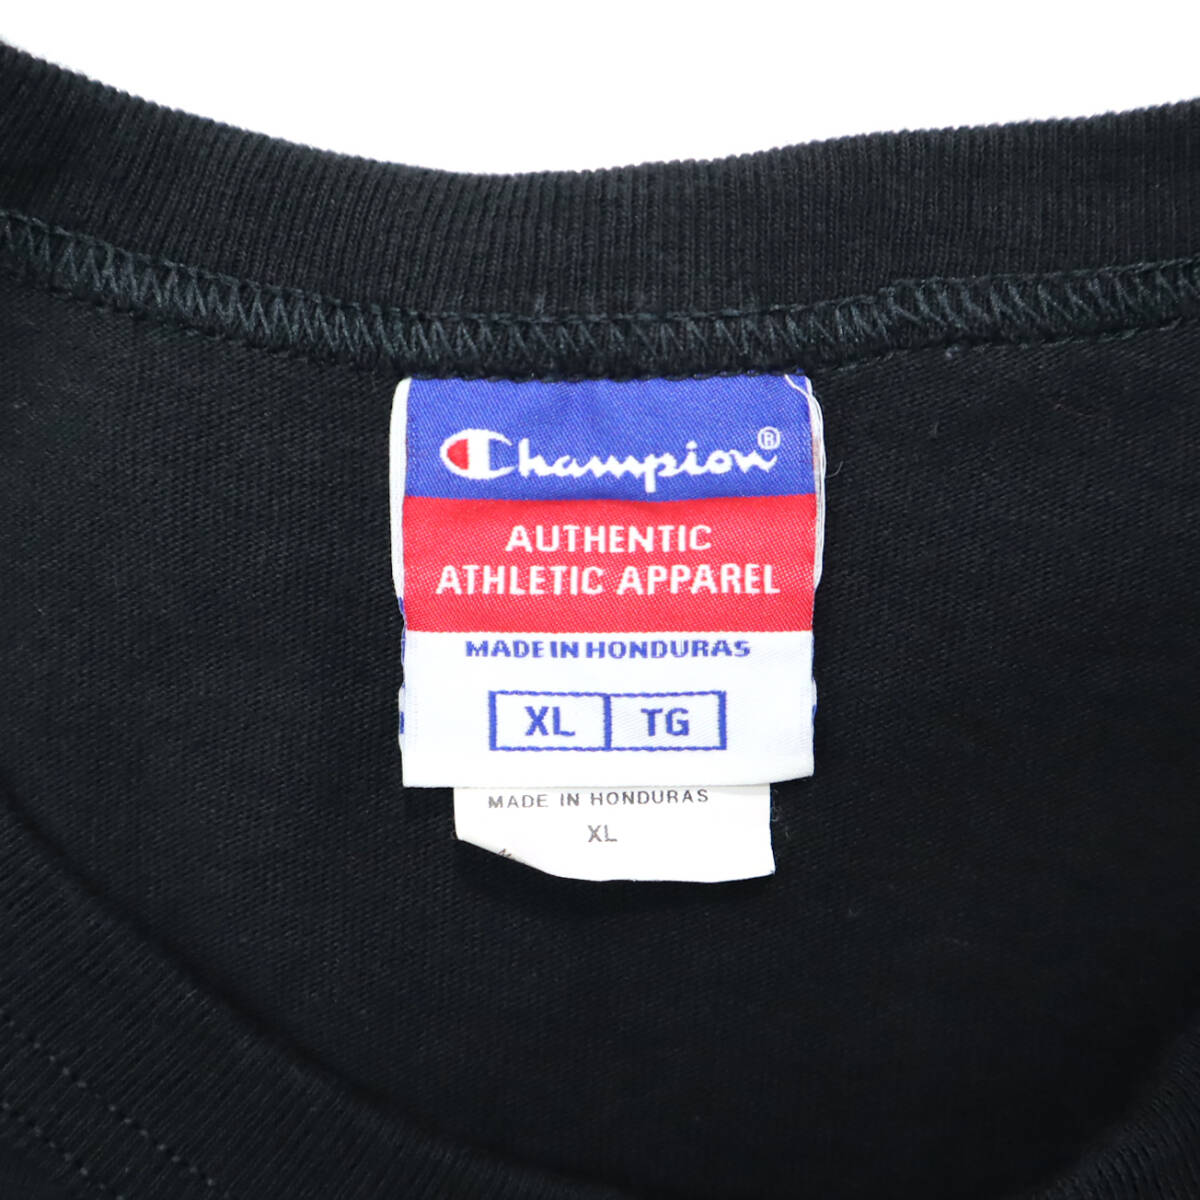 Champion®
AUTHENTIC
ATHLETIC APPAREL
MADE IN HONDURAS
XL TG
MADE IN HONDURAS
XL